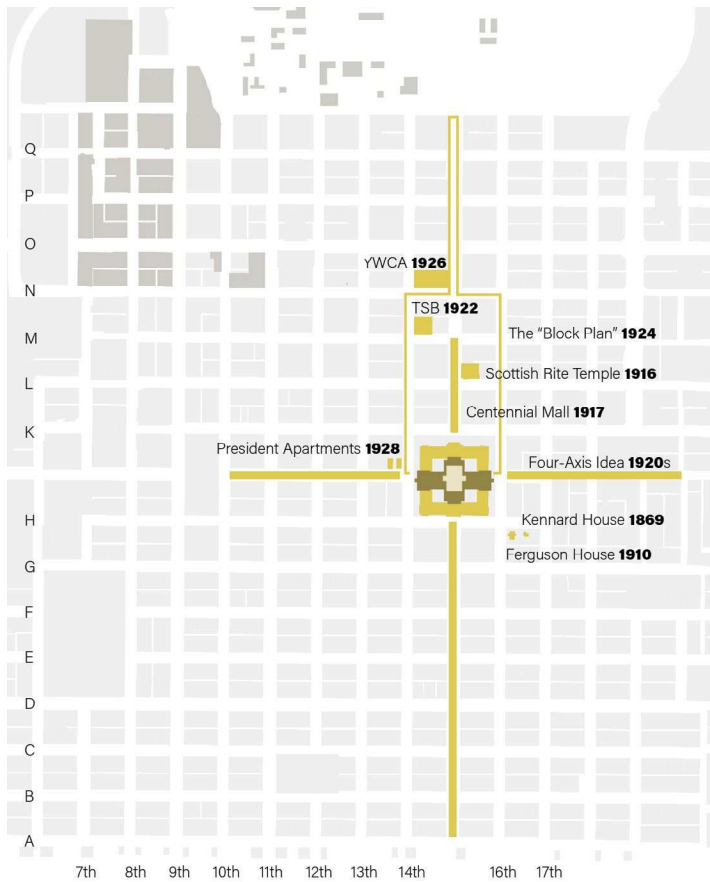 Q
P
O
YWCA 1926
N
TSB 1922
The "Block Plan" 1924
M
Scottish Rite Temple 1916
L
Centennial Mall 1917
K
President Apartments 1928
Four-Axis Idea 1920s
H
Kennard House 1869
Ferguson House 1910
G
F
E
D
C
B
A
7th 8th 9th 10th 11th 12th 13th 14th 16th 17th